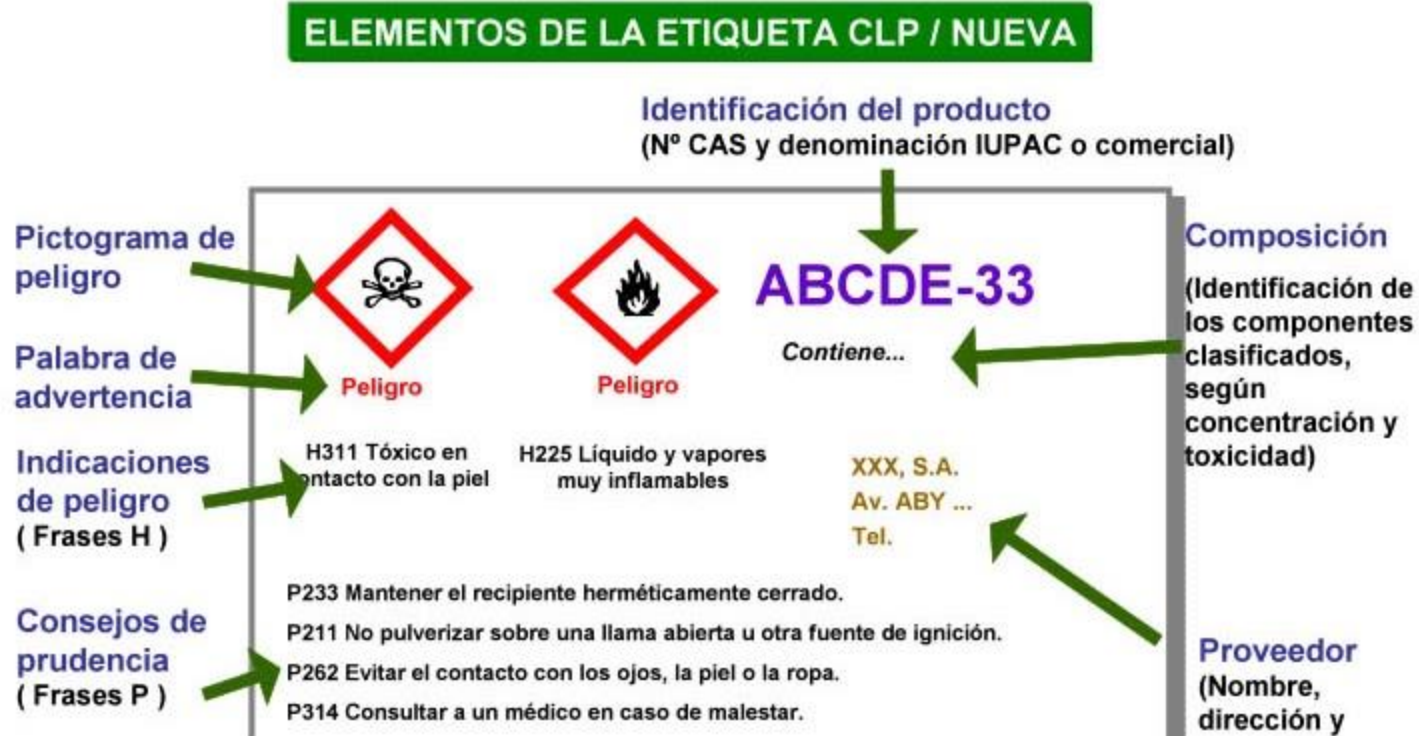 ELEMENTOS DE LA ETIQUETA CLP / NUEVA
Identificación del producto
(Nº CAS y denominación IUPAC o comercial)
Pictograma de
peligro
Palabra de
advertencia
Indicaciones
de peligro
( Frases H )
Consejos de
prudencia
( Frases P )
Peligro
Peligro
H311 Tóxico en
contacto con la piel
H225 Líquido y vapores
muy inflamables
ABCDE-33
Contiene...
XXX, S.A.
Av. ABY ...
Tel.
P233 Mantener el recipiente herméticamente cerrado.
P211 No pulverizar sobre una llama abierta u otra fuente de ignición.
P262 Evitar el contacto con los ojos, la piel o la ropa.
P314 Consultar a un médico en caso de malestar.
Composición
(Identificación de
los componentes
clasificados,
según
concentración y
toxicidad)
Proveedor
(Nombre,
dirección y